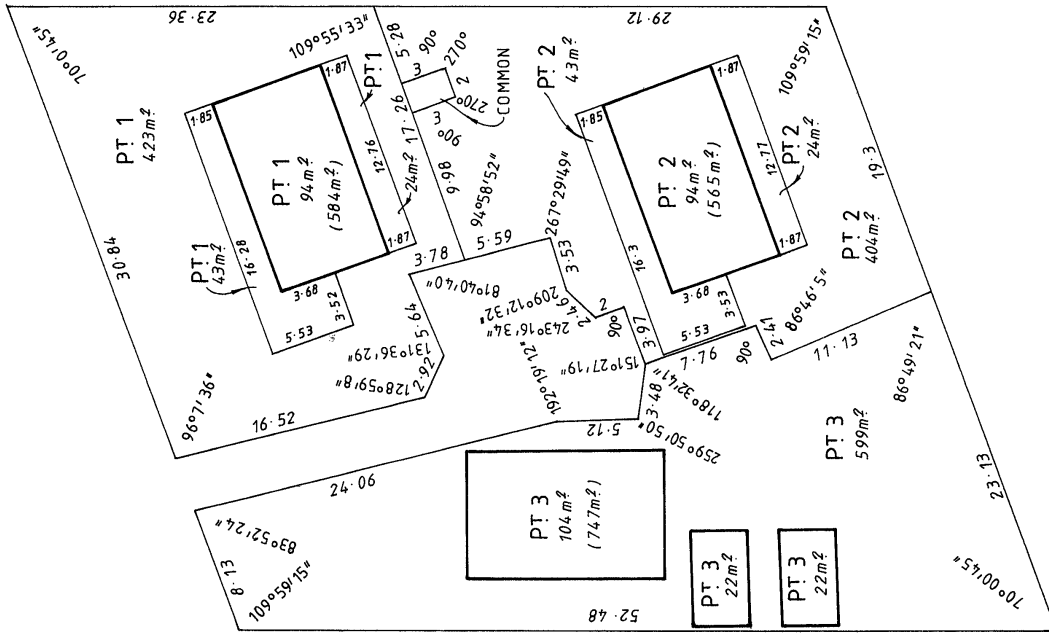 23·36
29·12
70°0'45"
109°55'33"
5·28
90°
270°
3
2
COMMON
270°
3
90°
17·26
9·98
94°58'52"
PT 1
423m²
30·84
1·85
1·87
PT 1
PT 1
94m²
(584m²)
12·76
24m²
1·87
PT 1
43m²
16·28
3·68
3·52
5·53
3·78
5·59
81°40'40"
267°29'49"
3·53
209°12'32"
2·46
243°16'34"
2
90°
3·97
5·64
131°36'29"
2·92
128°59'8"
96°7'36"
16·52
PT 2
43m²
1·85
1·87
PT 2
94m²
(565m²)
12·77
PT 2
24m²
1·87
109°59'15"
19·3
PT 2
404m²
16·3
3·68
3·53
5·53
7·76
90°
2·41
86°46'5"
11·13
86°49'21"
151°27'19"
118°32'41"
3·48
192°19'12"
5·12
259°50'50"
24·90
83°52'24"
8·13
109°59'15"
PT 3
104m²
(747m²)
PT 3
599m²
23·13
PT 3
22m²
PT 3
22m²
70°00'45"
52·48